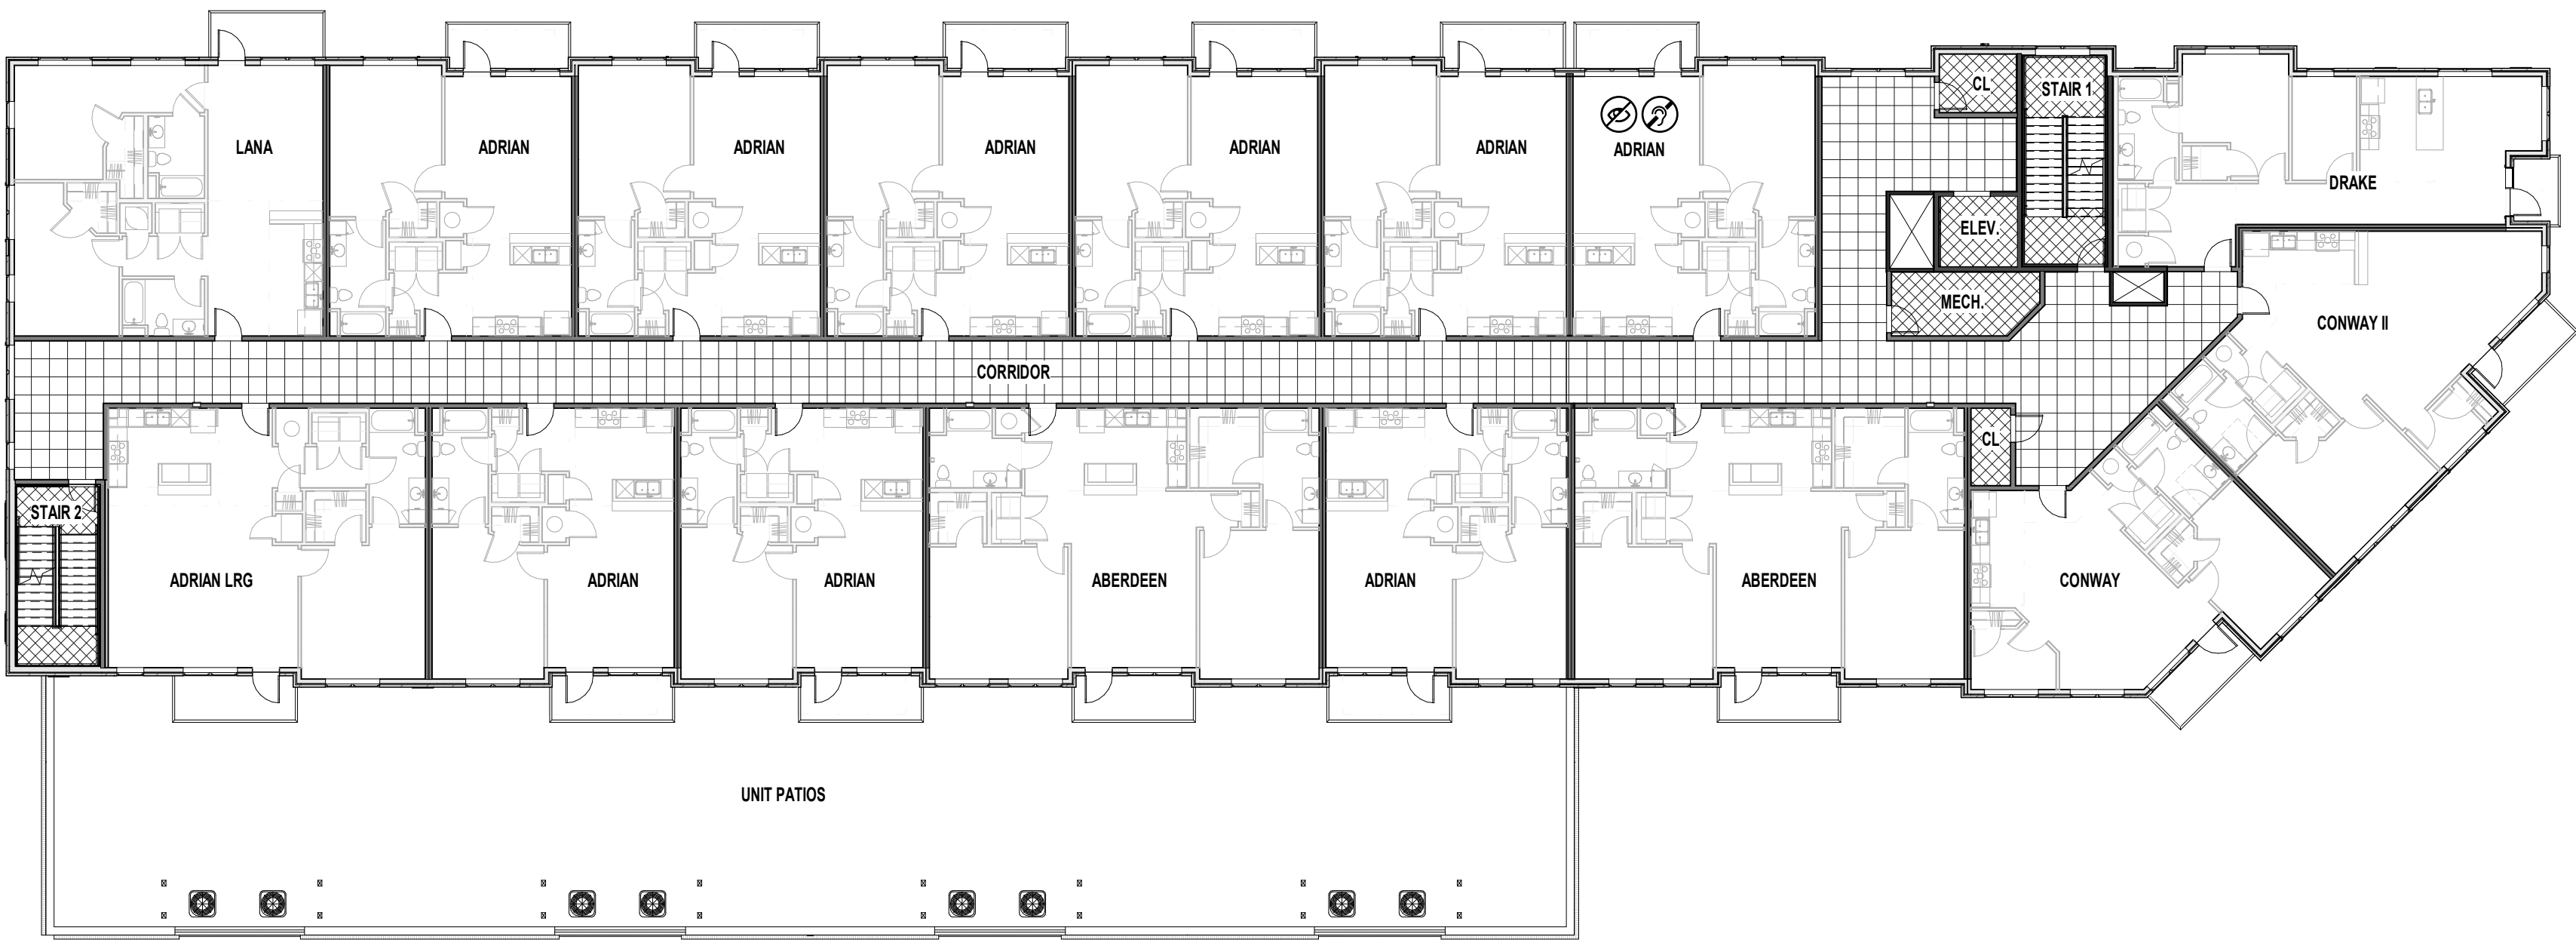 CL
STAIR 1
LANA
ADRIAN
ADRIAN
ADRIAN
ADRIAN
ADRIAN
ADRIAN
DRAKE
ELEV.
MECH.
CONWAY II
CORRIDOR
CL
STAIR 2
ADRIAN LRG
ADRIAN
ADRIAN
ABERDEEN
ADRIAN
ABERDEEN
CONWAY
UNIT PATIOS